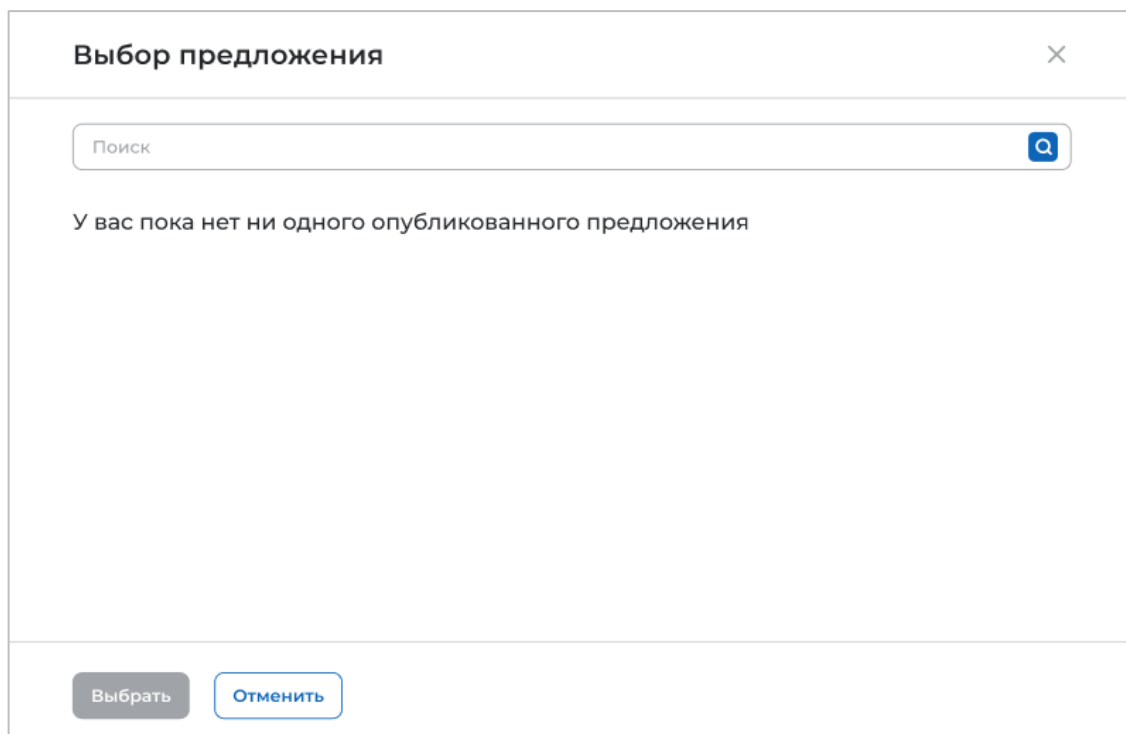 Выбор предложения
Поиск
У вас пока нет ни одного опубликованного предложения
Выбрать Отменить